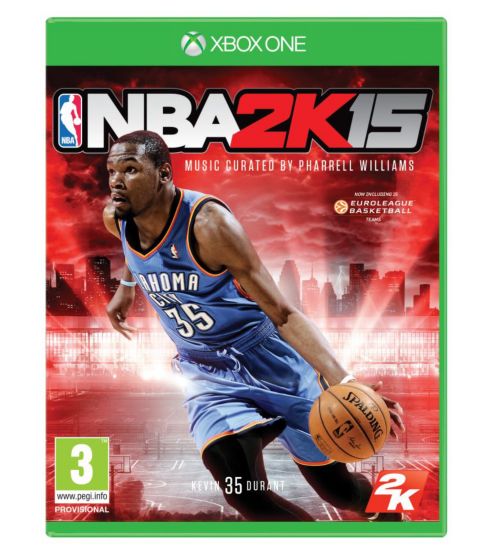 XBOX ONE
NBA
NBA2K15
MUSIC CURATED BY PHARRELL WILLIAMS
NOW INCLUDING 25
EUROLEAGUE
BASKETBALL
TEAMS
OKLAHOMA
CITY
35
SPALDING
3
www.pegi.info
PROVISIONAL
KEVIN 35 DURANT
2K